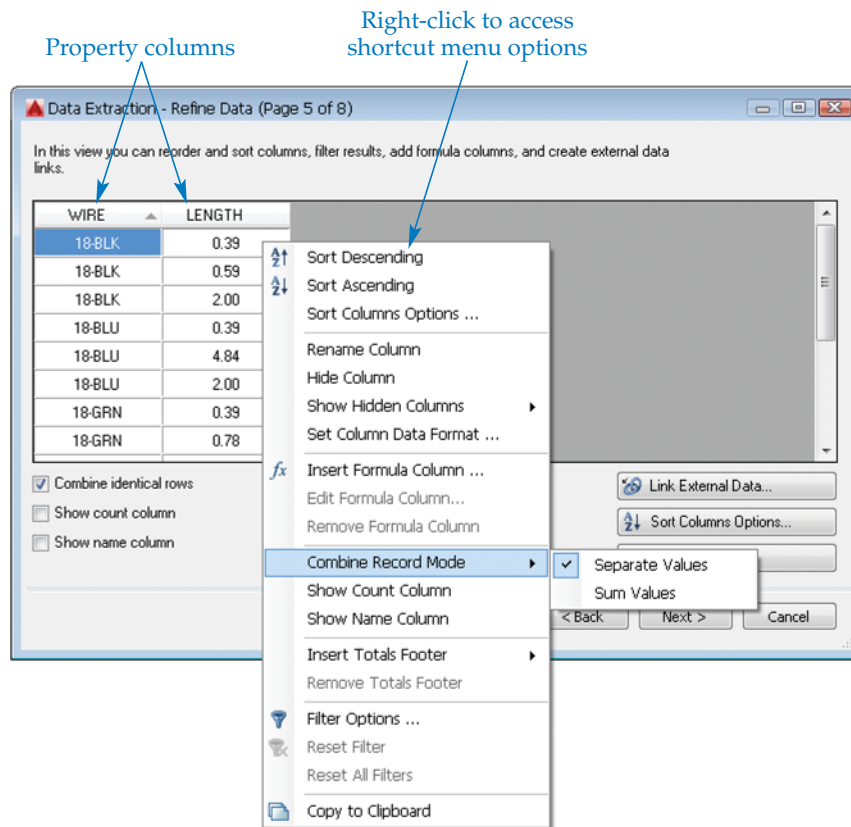 Right-click to access
shortcut menu options
Property columns
Data Extraction - Refine Data (Page 5 of 8)
In this view you can reorder and sort columns, filter results, add formula columns, and create external data
links.
WIRE LENGTH
18-BLK 0.39
18-BLK 0.59
18-BLK 2.00
18-BLU 0.39
18-BLU 4.84
18-BLU 2.00
18-GRN 0.39
18-GRN 0.78
Combine identical rows
Show count column
Show name column
Sort Descending
Sort Ascending
Sort Columns Options ...
Rename Column
Hide Column
Show Hidden Columns
Set Column Data Format ...
fx Insert Formula Column ...
Edit Formula Column...
Remove Formula Column
Combine Record Mode
Show Count Column
Show Name Column
Insert Totals Footer
Remove Totals Footer
Filter Options ...
Reset Filter
Reset All Filters
Copy to Clipboard
Separate Values
Sum Values
Link External Data...
Sort Columns Options...
< Back Next > Cancel